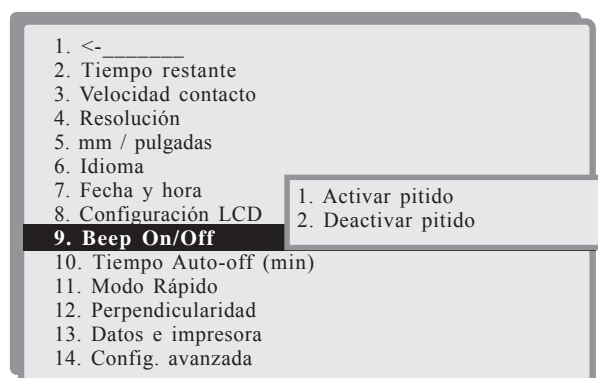 1. <-_______
2. Tiempo restante
3. Velocidad contacto
4. Resolución
5. mm / pulgadas
6. Idioma
7. Fecha y hora
8. Configuración LCD
9. Beep On/Off
1. Activar pitido
2. Deactivar pitido
10. Tiempo Auto-off (min)
11. Modo Rápido
12. Perpendicularidad
13. Datos e impresora
14. Config. avanzada